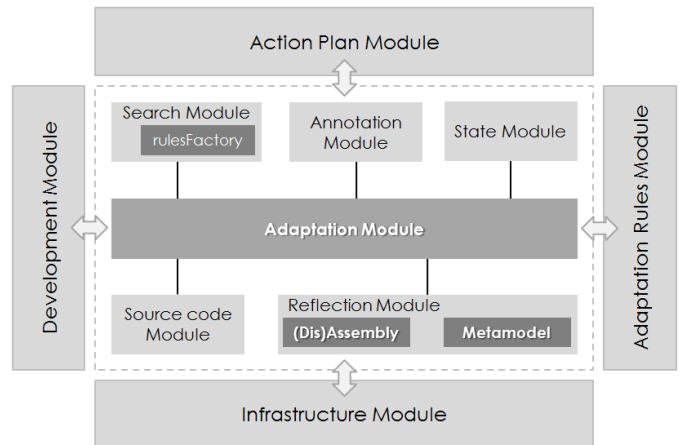 Action Plan Module
Development Module
Search Module
rulesFactory
Annotation
Module
State Module
Adaptation Module
Source code
Module
Reflection Module
(Dis)Assembly
Metamodel
Adaptation Rules Module
Infrastructure Module